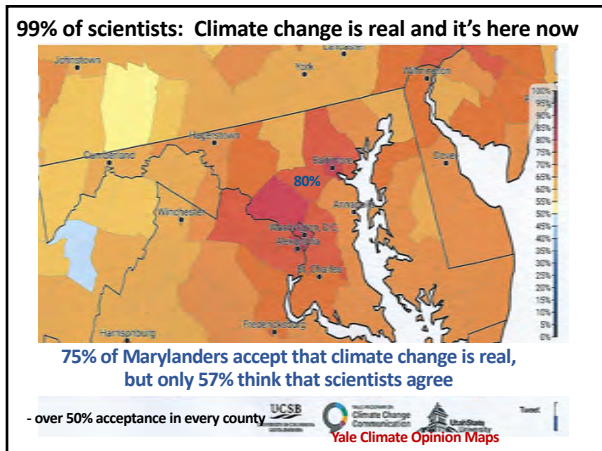 99% of scientists: Climate change is real and it's here now
Johnstown
Lancaster
York
Wilmington
Hagerstown
Cumberland
Baltimore
Dover
80%
Winchester
Alexandria
St. Charles
Fredericksburg
Harrisonburg
100%
95%
90%
85%
80%
75%
70%
65%
60%
55%
50%
45%
40%
35%
30%
25%
20%
15%
10%
5%
0%
75% of Marylanders accept that climate change is real,
but only 57% think that scientists agree
- over 50% acceptance in every county
UCSB
YALE PROGRAM ON
Climate Change
Communication
UtahState
University
Tweet
Yale Climate Opinion Maps